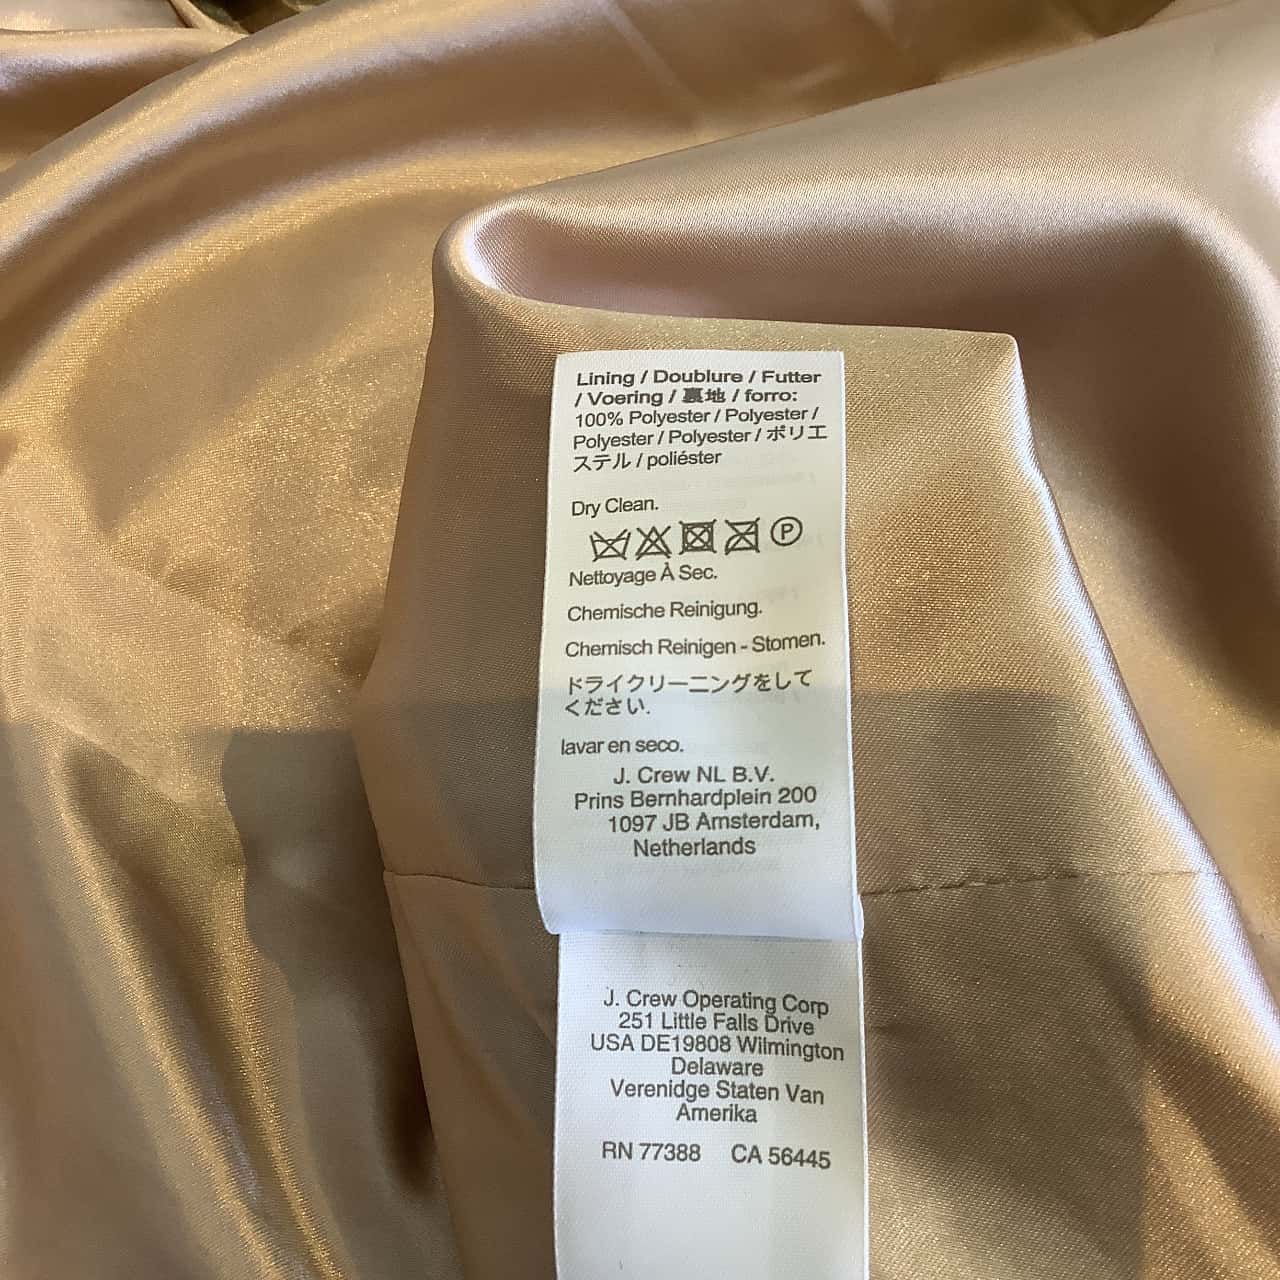 Lining / Doublure / Futter
/ Voering / 裏地 / forro:
100% Polyester / Polyester /
Polyester / Polyester / ポリエ
ステル / poliéster
Dry Clean.
P
Nettoyage À Sec.
Chemische Reinigung.
Chemisch Reinigen - Stomen.
ドライクリーニングをして
ください.
lavar en seco.
J. Crew NL B.V.
Prins Bernhardplein 200
1097 JB Amsterdam,
Netherlands
J. Crew Operating Corp
251 Little Falls Drive
USA DE19808 Wilmington
Delaware
Verenidge Staten Van
Amerika
RN 77388 CA 56445